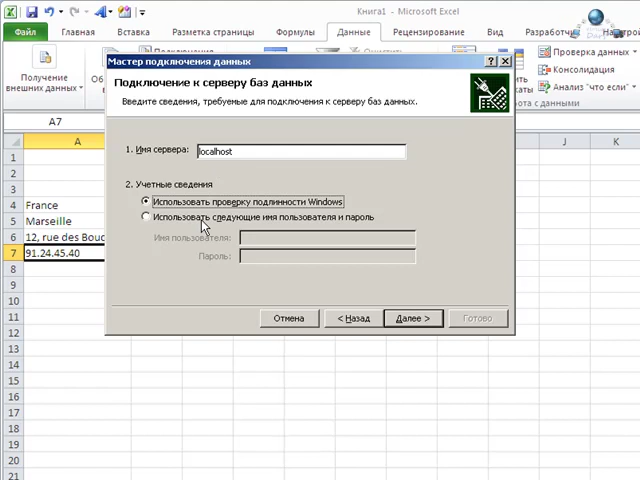 Книга1 - Microsoft Excel
Файл Главная Вставка Разметка страницы Формулы Данные Рецензирование Вид Разработчик
Получение внешних данных
Проверка данных
Консолидация
Анализ "что если"
Работа с данными
A7
A J K
1
2
3
4 France
5 Marseille
6 12, rue des Bouc
7 91.24.45.40
8
9
10
11
12
13
14
15
16
17
18
19
20
21
Мастер подключения данных
Подключение к серверу баз данных
Введите сведения, требуемые для подключения к серверу баз данных.
1. Имя сервера: localhost
2. Учетные сведения
Использовать проверку подлинности Windows
Использовать следующие имя пользователя и пароль
Имя пользователя:
Пароль:
Отмена < Назад Далее > Готово